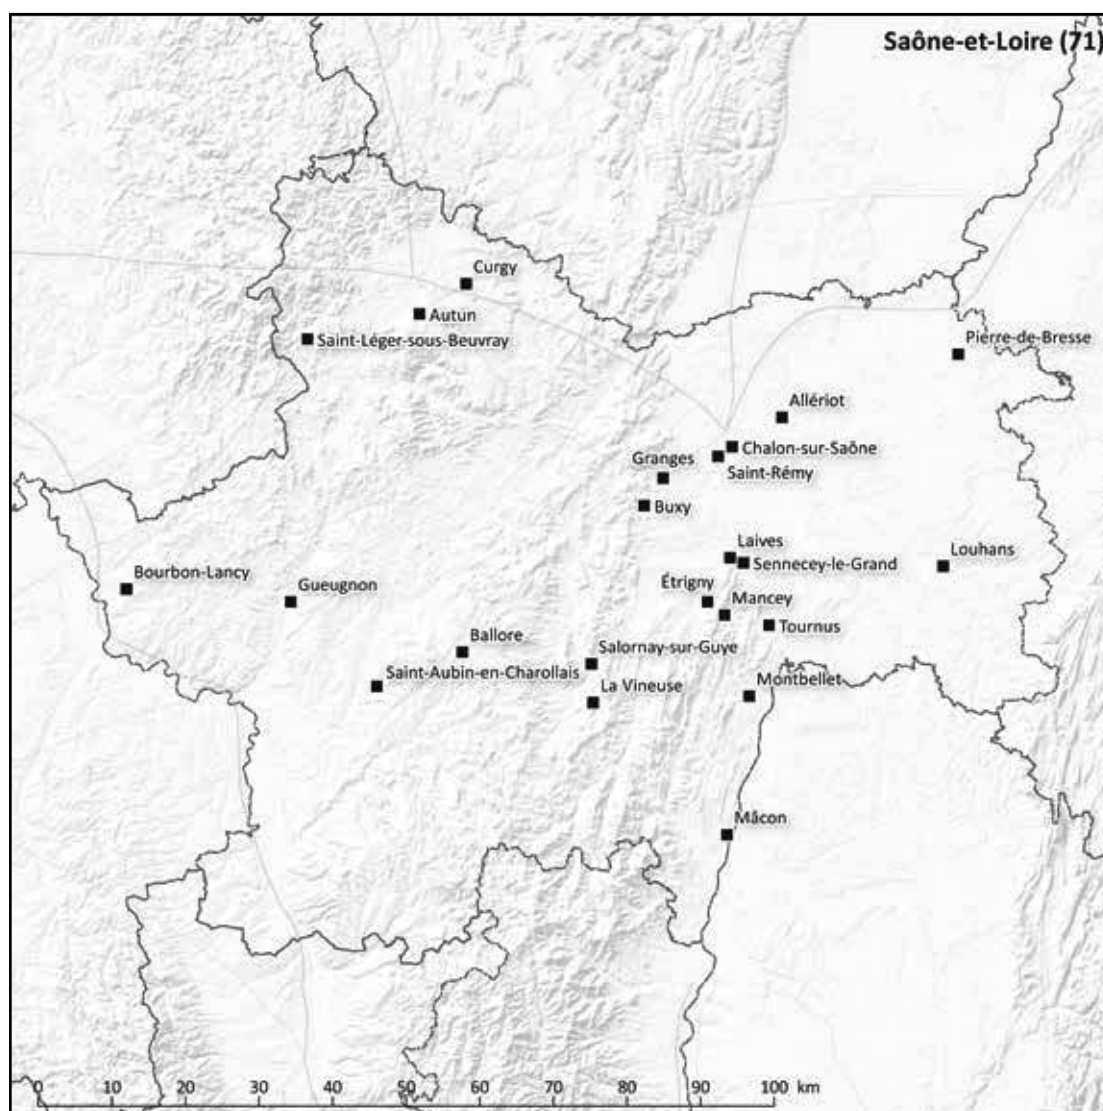 Saône-et-Loire (71)
Curgy
Autun
Saint-Léger-sous-Beuvray
Pierre-de-Bresse
Allériot
Chalon-sur-Saône
Granges
Saint-Rémy
Buxy
Laives
Louhans
Sennecey-le-Grand
Bourbon-Lancy
Gueugnon
Étrigny
Mancey
Tournus
Ballore
Salornay-sur-Guye
Saint-Aubin-en-Charollais
Montbellet
La Vineuse
Mâcon
0 10 20 30 40 50 60 70 80 90 100 km